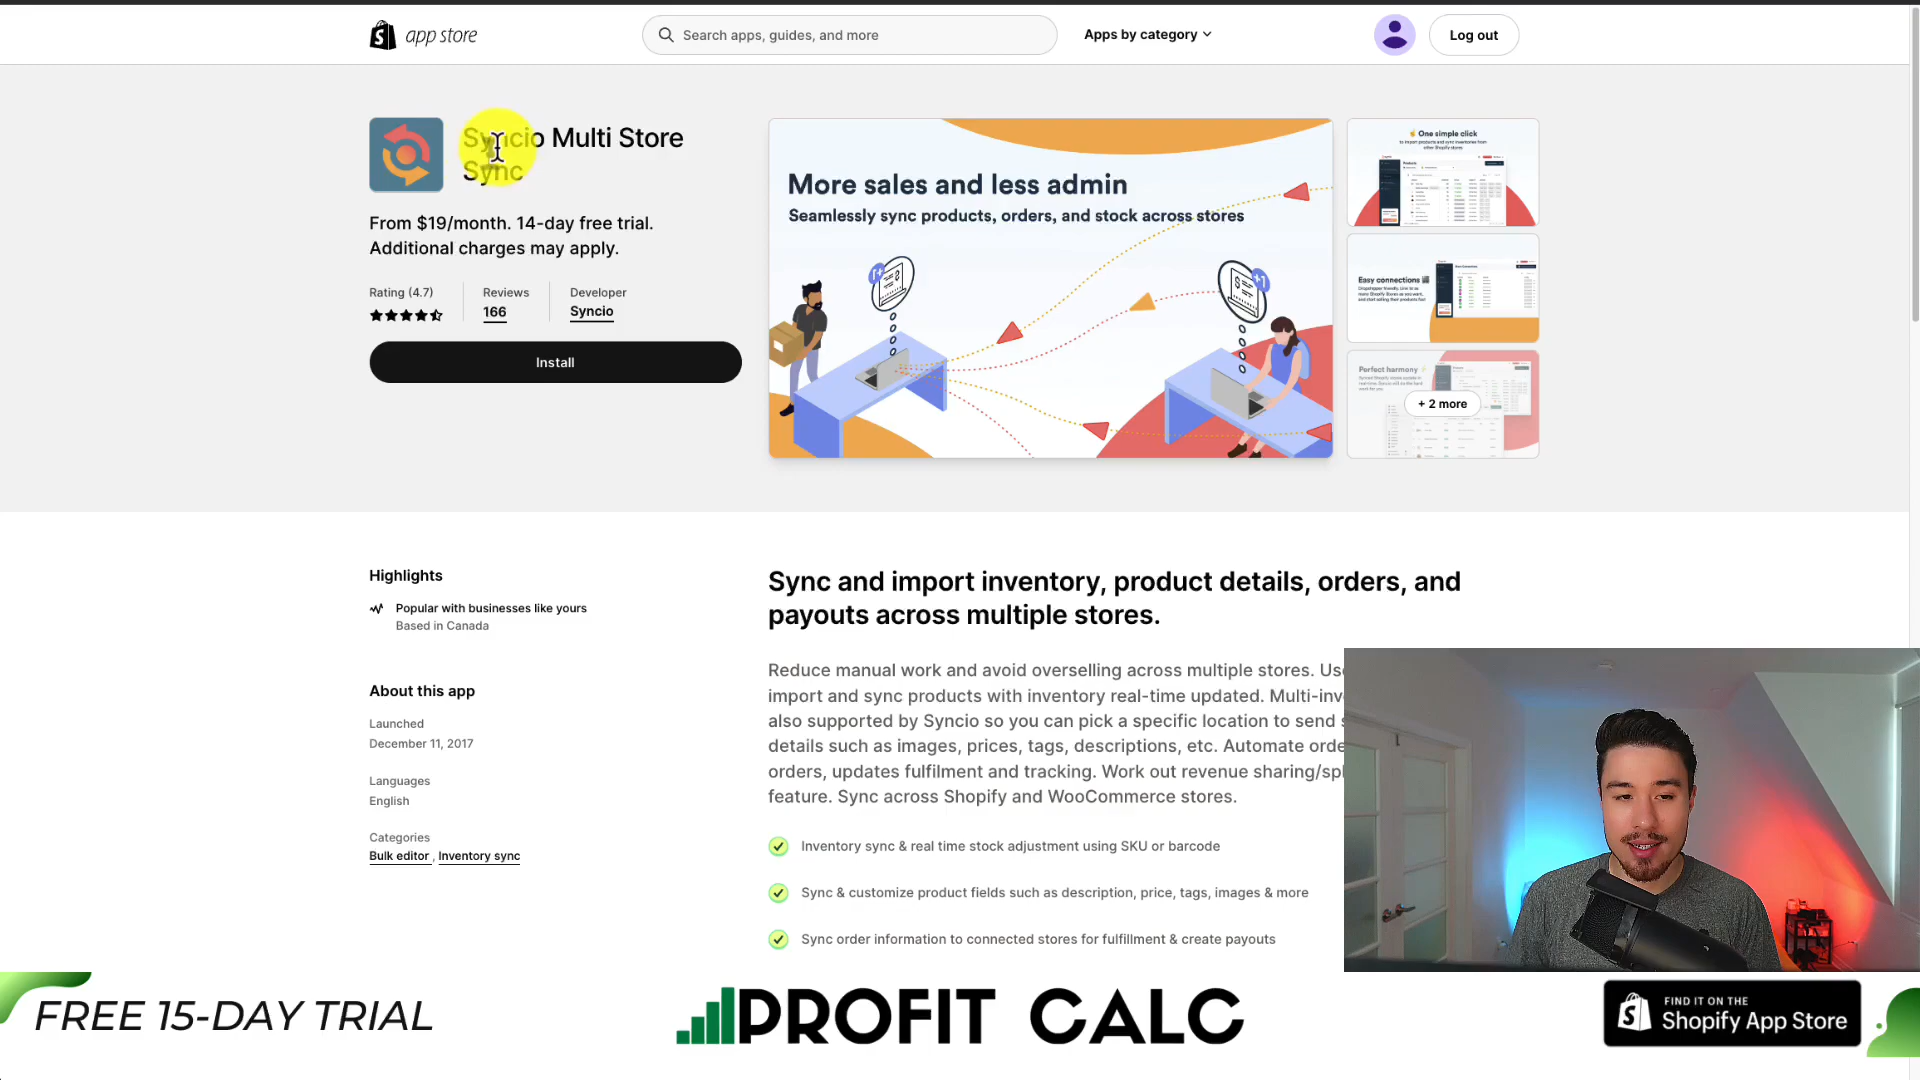 app store
Search apps, guides, and more
Apps by category
Log out
Syncio Multi Store
Sync
From $19/month. 14-day free trial.
Additional charges may apply.
Rating (4.7)
Reviews
166
Developer
Syncio
Install
More sales and less admin
Seamlessly sync products, orders, and stock across stores
One simple click
to import products and sync inventories from
other Shopify stores
Easy connections
Perfect harmony
+ 2 more
Highlights
Popular with businesses like yours
Based in Canada
About this app
Launched
December 11, 2017
Languages
English
Categories
Bulk editor , Inventory sync
Sync and import inventory, product details, orders, and
payouts across multiple stores.
Reduce manual work and avoid overselling across multiple stores.
import and sync products with inventory real-time updated.
also supported by Syncio so you can pick a specific location to send
details such as images, prices, tags, descriptions, etc. Automate
orders, updates fulfilment and tracking. Work out revenue
feature. Sync across Shopify and WooCommerce stores.
Inventory sync & real time stock adjustment using SKU or barcode
Sync & customize product fields such as description, price, tags, images & more
Sync order information to connected stores for fulfillment & create payouts
FREE 15-DAY TRIAL
PROFIT CALC
FIND IT ON THE
Shopify App Store